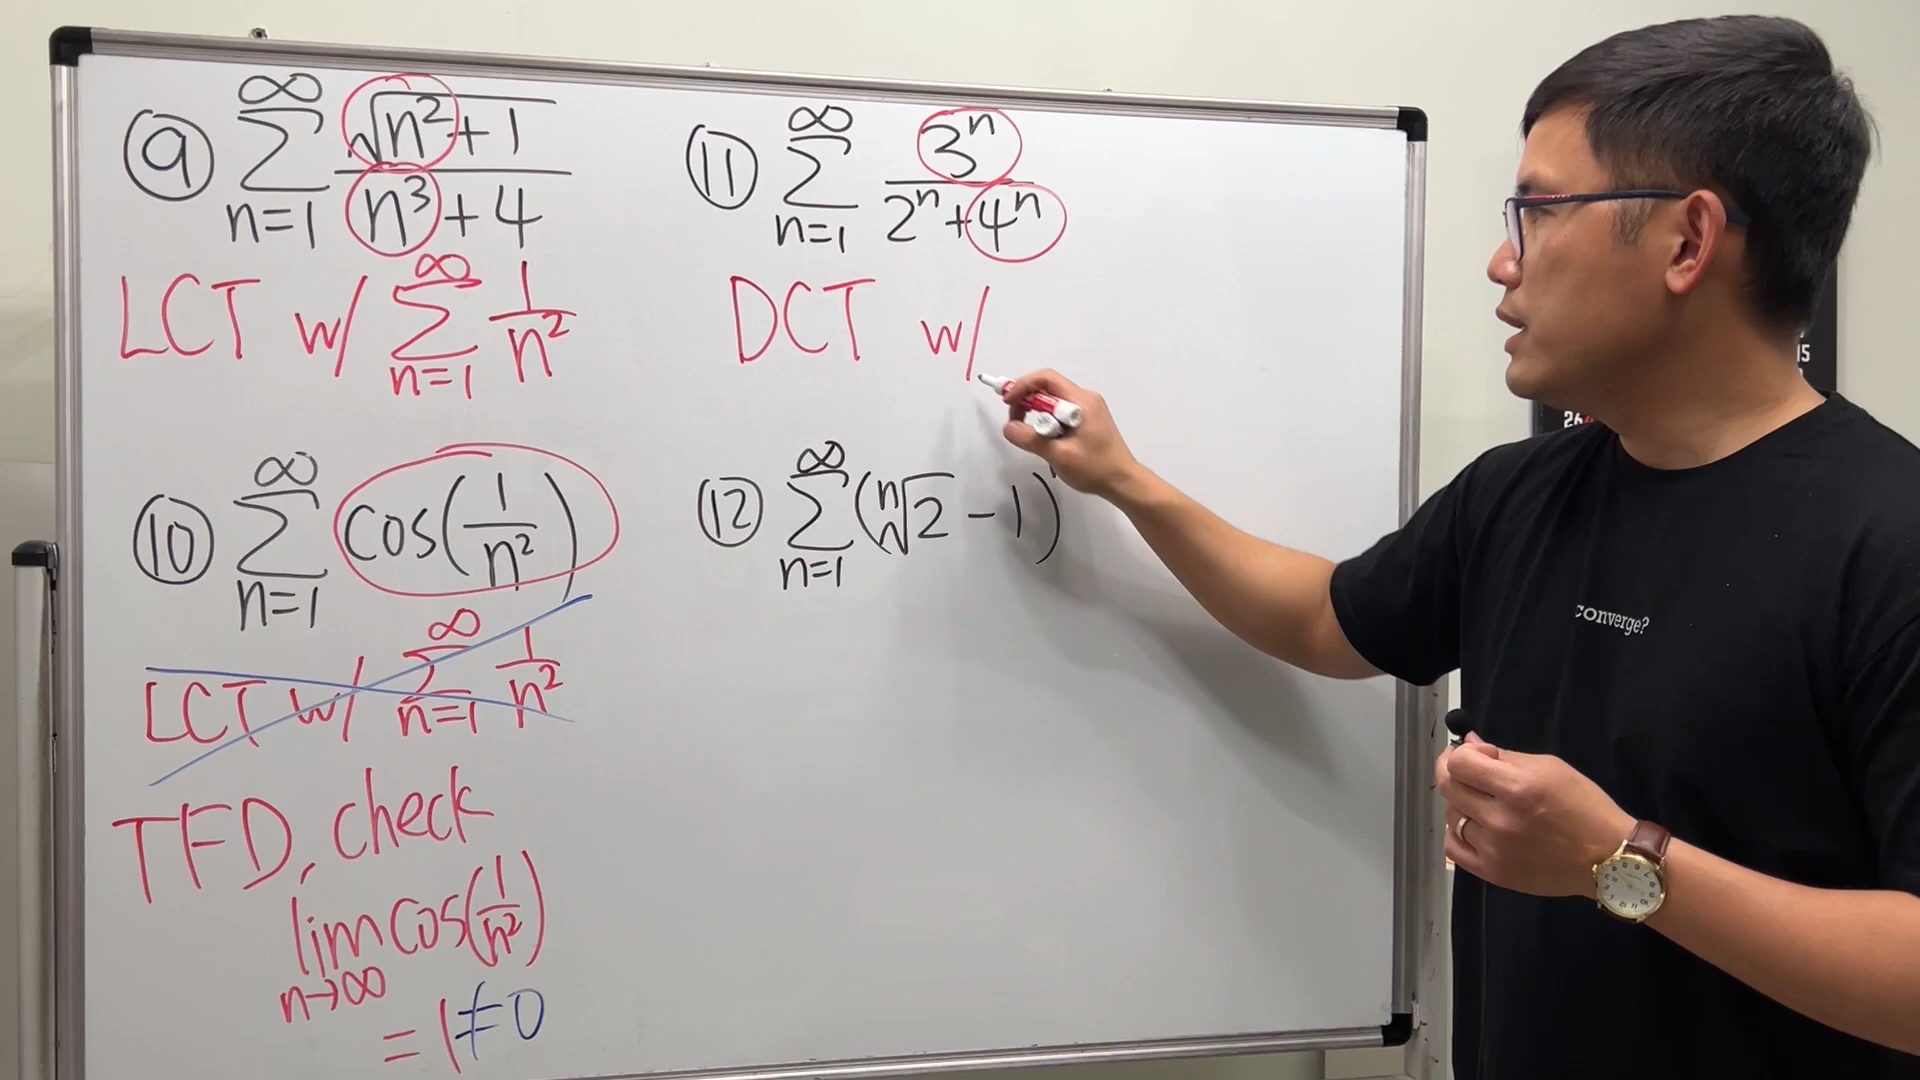 ⑨ ∑_{n=1}^{∞} √(n²+1) / (n³+4)
LCT w/ ∑_{n=1}^{∞} 1/n²
⑩ ∑_{n=1}^{∞} cos(1/n²)
LCT w/ ∑_{n=1}^{∞} 1/n²
TFD, check
lim_{n→∞} cos(1/n²)
= 1 ≠ 0
⑪ ∑_{n=1}^{∞} 3ⁿ / (2ⁿ+4ⁿ)
DCT w/
⑫ ∑_{n=1}^{∞} (ⁿ√2 - 1)
converge?